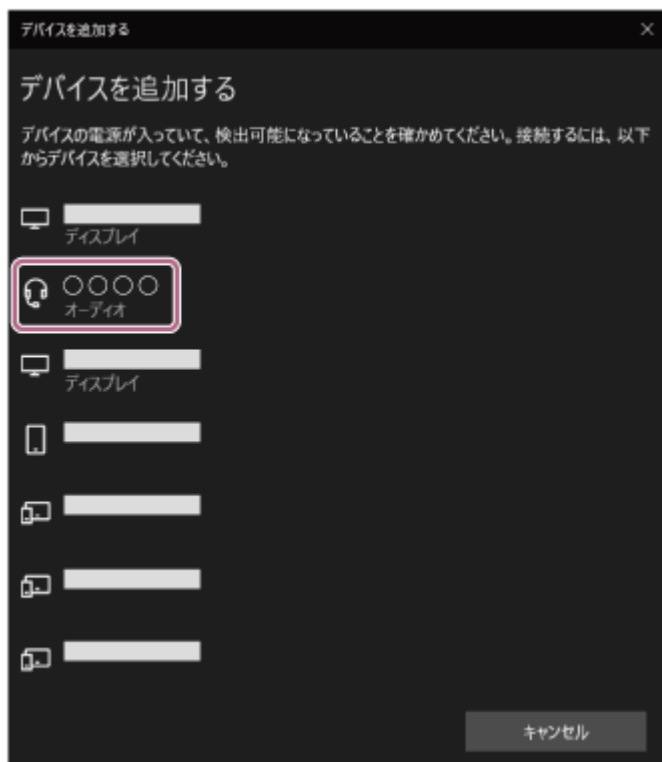 デバイスを追加する
デバイスを追加する
デバイスの電源が入っていて、検出可能になっていることを確かめてください。接続するには、以下
からデバイスを選択してください。
ディスプレイ
○○○○
オーディオ
ディスプレイ
キャンセル